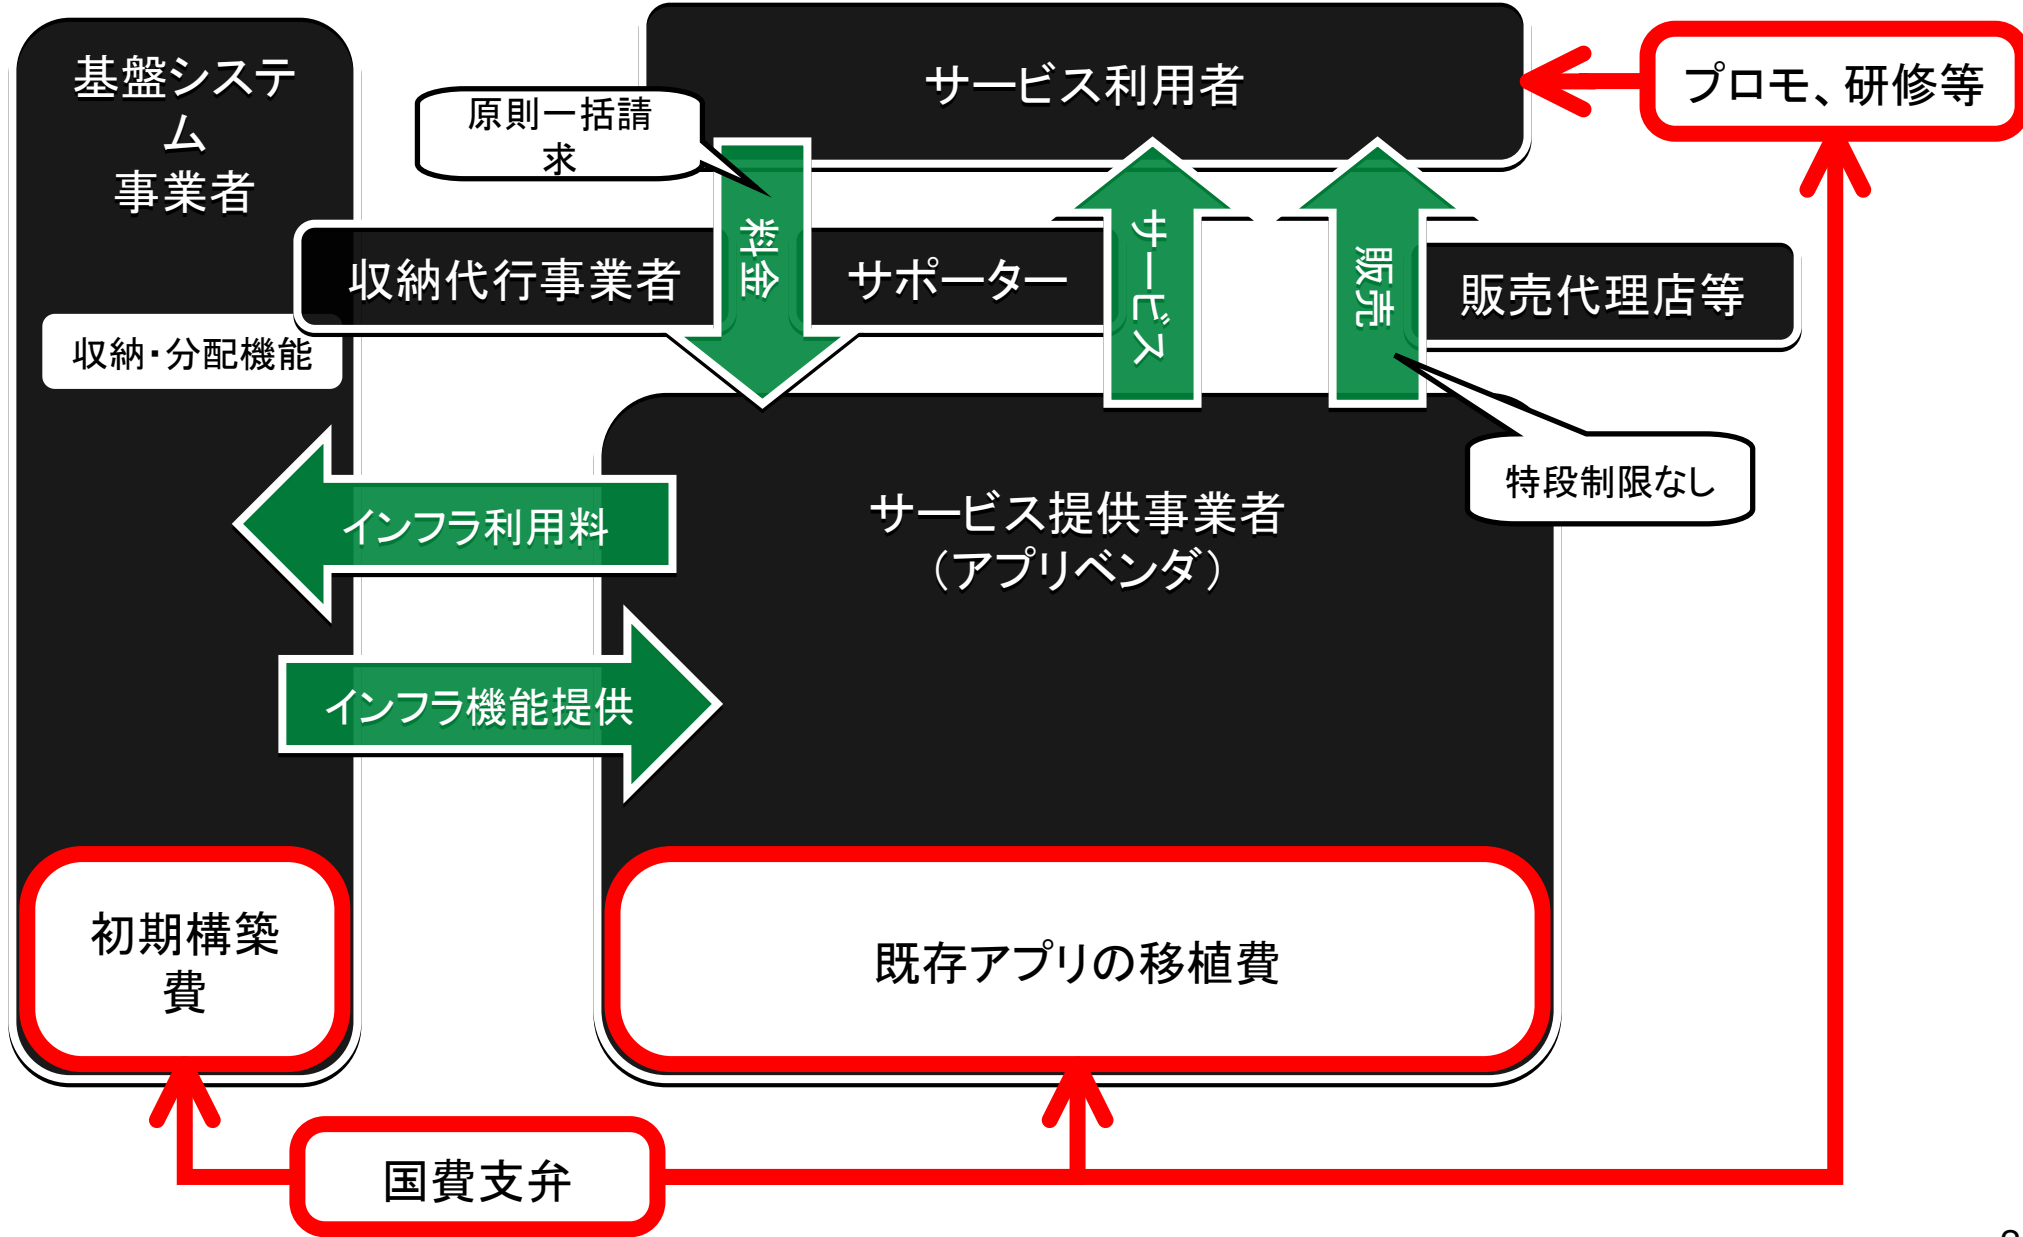 基盤システ
ム
事業者
サービス利用者
プロモ、研修等
原則一括請
求
料金
サービス
販売
収納代行事業者
サポーター
販売代理店等
収納・分配機能
特段制限なし
インフラ利用料
サービス提供事業者
（アプリベンダ）
インフラ機能提供
初期構築
費
既存アプリの移植費
国費支弁